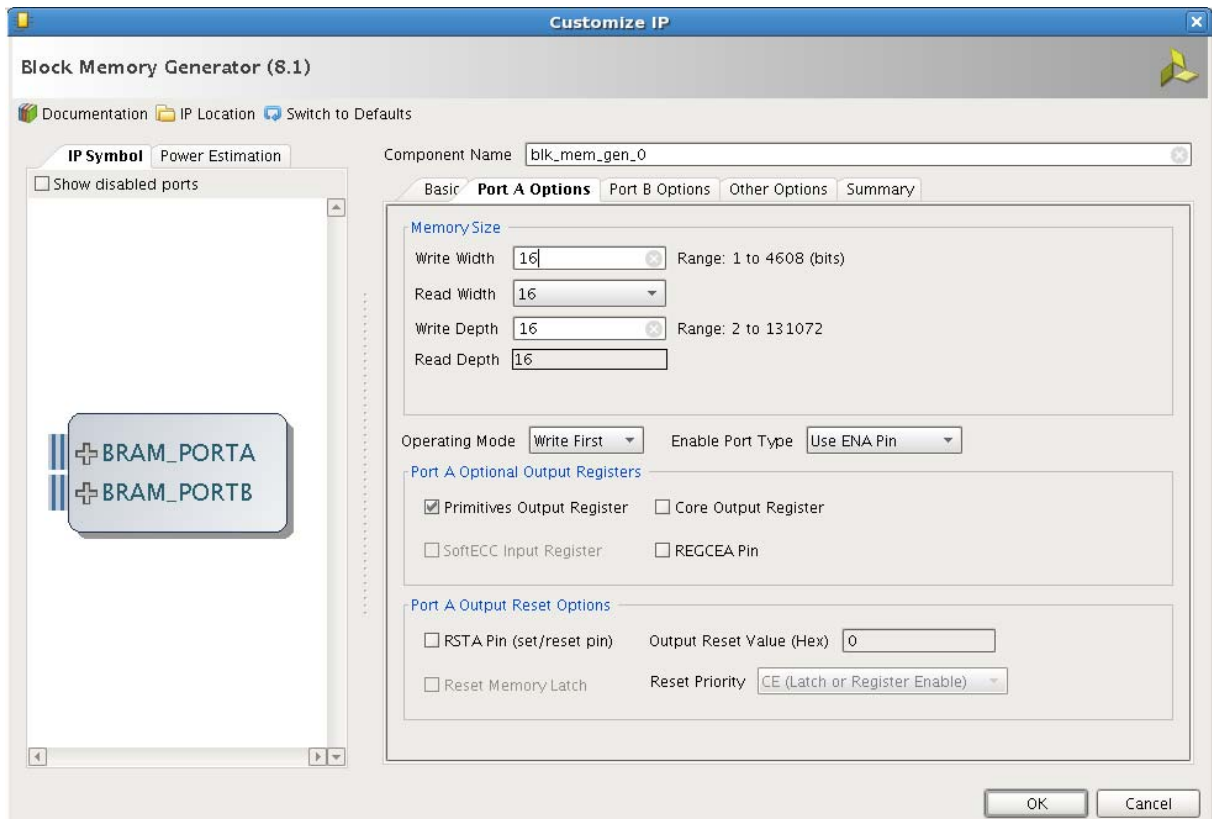 Customize IP
Block Memory Generator (8.1)
Documentation IP Location Switch to Defaults
IP Symbol Power Estimation
Show disabled ports
BRAM_PORTA
BRAM_PORTB
Component Name blk_mem_gen_0
Basic Port A Options Port B Options Other Options Summary
Memory Size
Write Width 16 Range: 1 to 4608 (bits)
Read Width 16
Write Depth 16 Range: 2 to 131072
Read Depth 16
Operating Mode Write First Enable Port Type Use ENA Pin
Port A Optional Output Registers
Primitives Output Register Core Output Register
SoftECC Input Register REGCEA Pin
Port A Output Reset Options
RSTA Pin (set/reset pin) Output Reset Value (Hex) 0
Reset Memory Latch Reset Priority CE (Latch or Register Enable)
OK Cancel